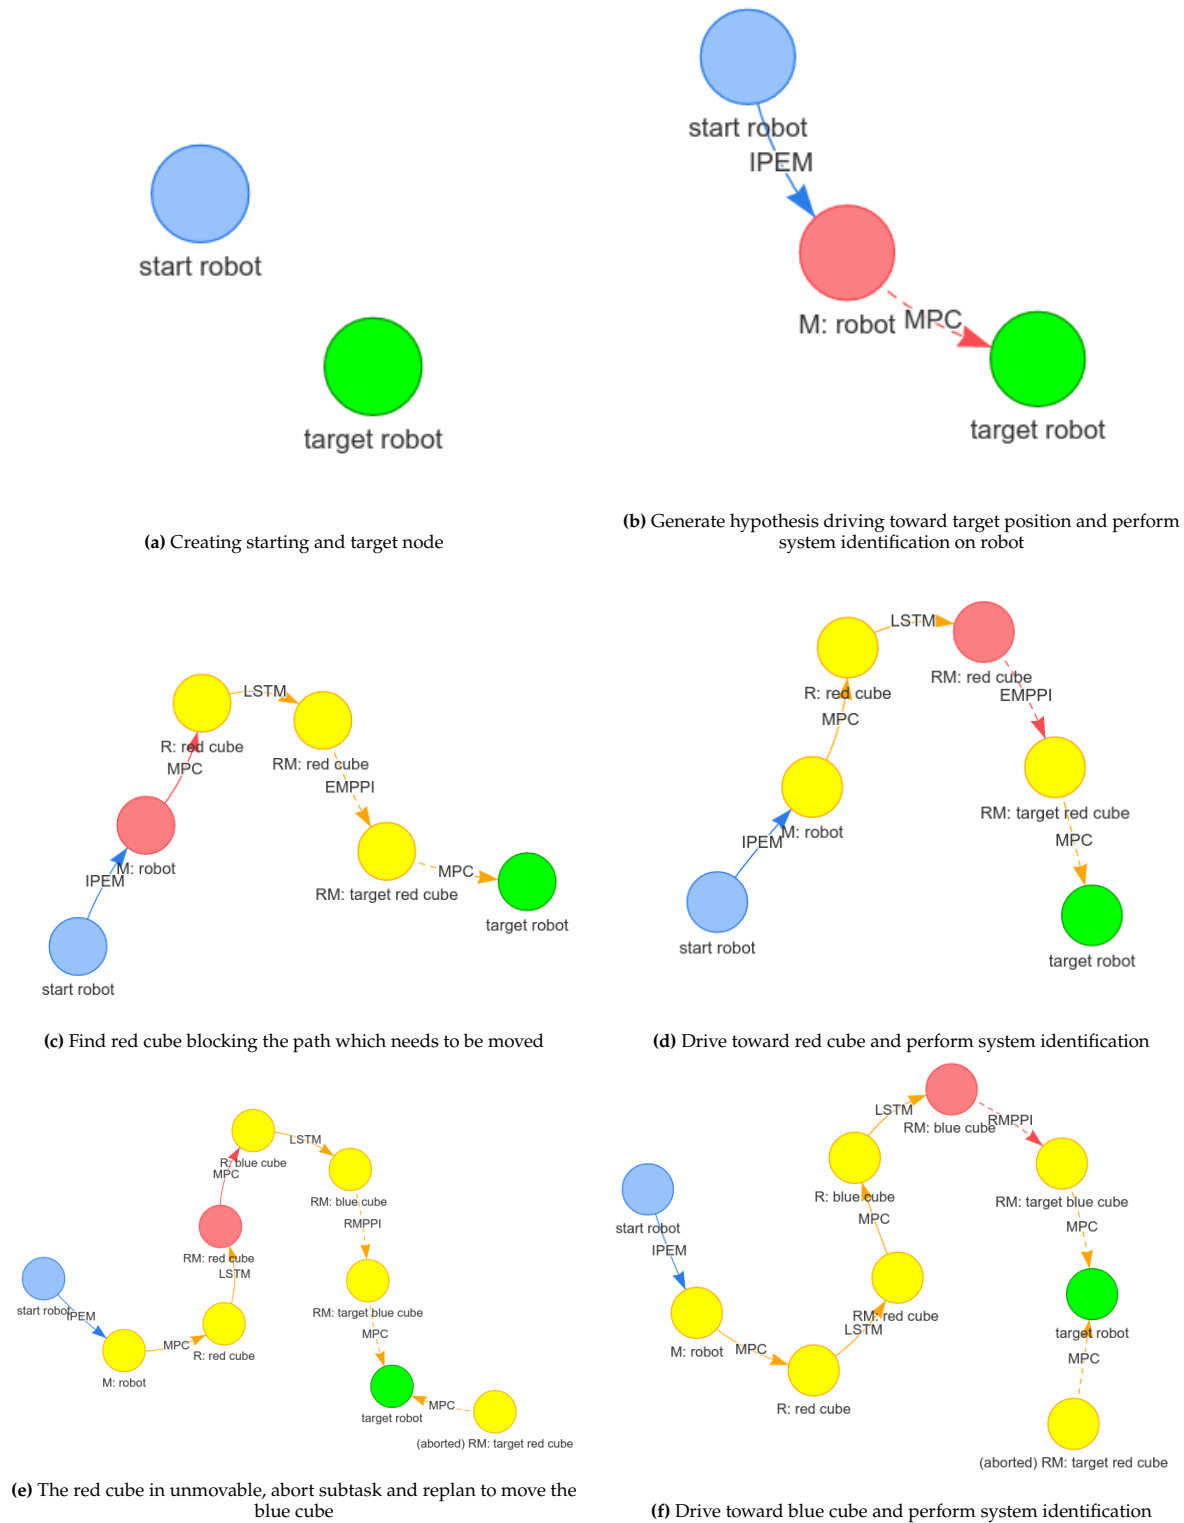 start robot
target robot
(a) Creating starting and target node
start robot
IPEM
M: robot
MPC
target robot
(b) Generate hypothesis driving toward target position and perform
system identification on robot
LSTM
R: red cube
MPC
RM: red cube
EMPPI
M: robot
IPEM
MPC
RM: target red cube
target robot
start robot
(c) Find red cube blocking the path which needs to be moved
LSTM
RM: red cube
R: red cube
EMPPI
MPC
RM: target red cube
M: robot
IPEM
MPC
start robot
target robot
(d) Drive toward red cube and perform system identification
LSTM
R: blue cube
MPC
RM: blue cube
RMPPI
RM: red cube
LSTM
start robot
IPEM
RM: target blue cube
MPC
MPC
R: red cube
M: robot
MPC
target robot
(aborted) RM: target red cube
(e) The red cube in unmovable, abort subtask and replan to move the
blue cube
LSTM
RMPPI
RM: blue cube
R: blue cube
RM: target blue cube
start robot
MPC
MPC
IPEM
RM: red cube
LSTM
target robot
M: robot
MPC
MPC
R: red cube
(aborted) RM: target red cube
(f) Drive toward blue cube and perform system identification